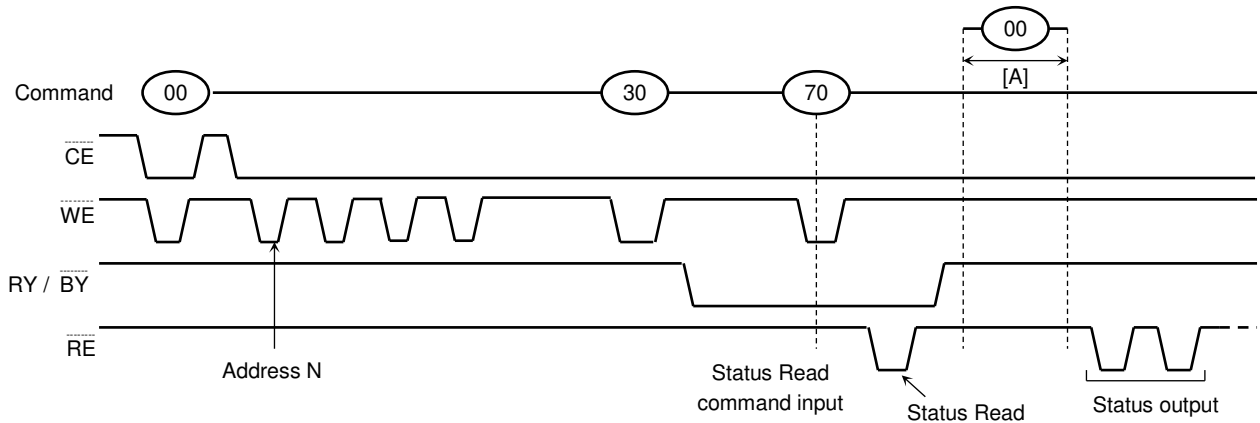 00
[A]
Command 00 30 70
CE
WE
RY / BY
RE
Address N
Status Read
command input
Status Read
Status output